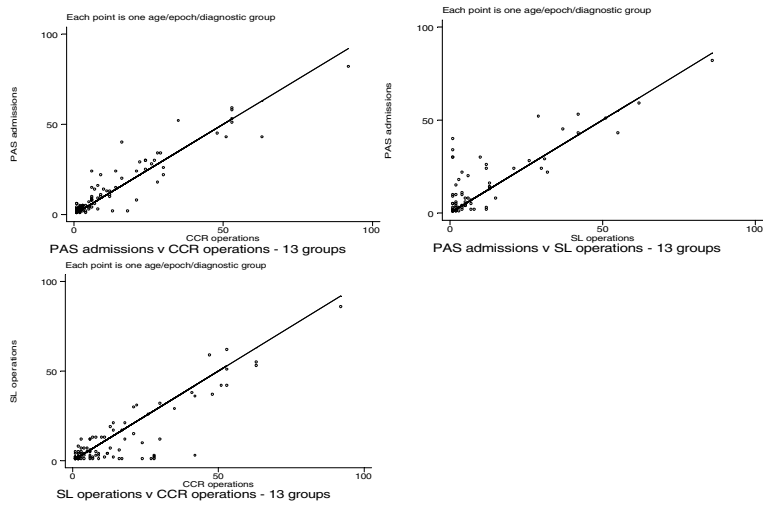 Each point is one age/epoch/diagnostic group
100
50
0
PAS admissions
0
50
100
CCR operations
PAS admissions v CCR operations - 13 groups
Each point is one age/epoch/diagnostic group
100
50
0
PAS admissions
0
50
100
SL operations
PAS admissions v SL operations - 13 groups
Each point is one age/epoch/diagnostic group
100
50
0
SL operations
0
50
100
CCR operations
SL operations v CCR operations - 13 groups